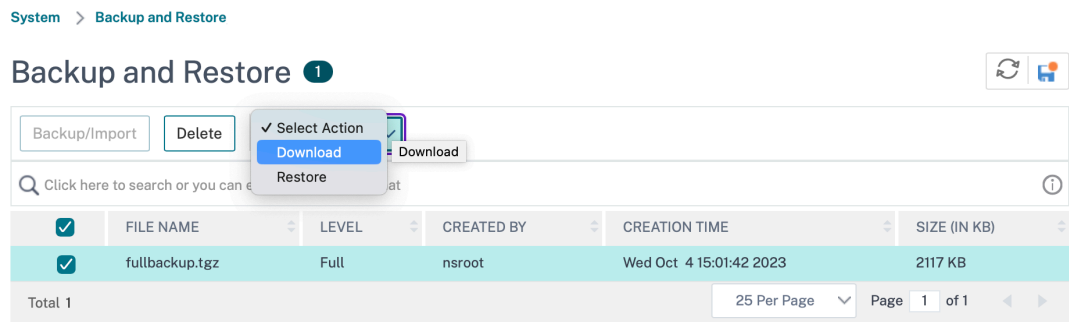 System > Backup and Restore
Backup and Restore 1
Backup/Import Delete ✓ Select Action
Download Download
Restore
Click here to search or you can e at
FILE NAME LEVEL CREATED BY CREATION TIME SIZE (IN KB)
fullbackup.tgz Full nsroot Wed Oct 4 15:01:42 2023 2117 KB
Total 1 25 Per Page Page 1 of 1